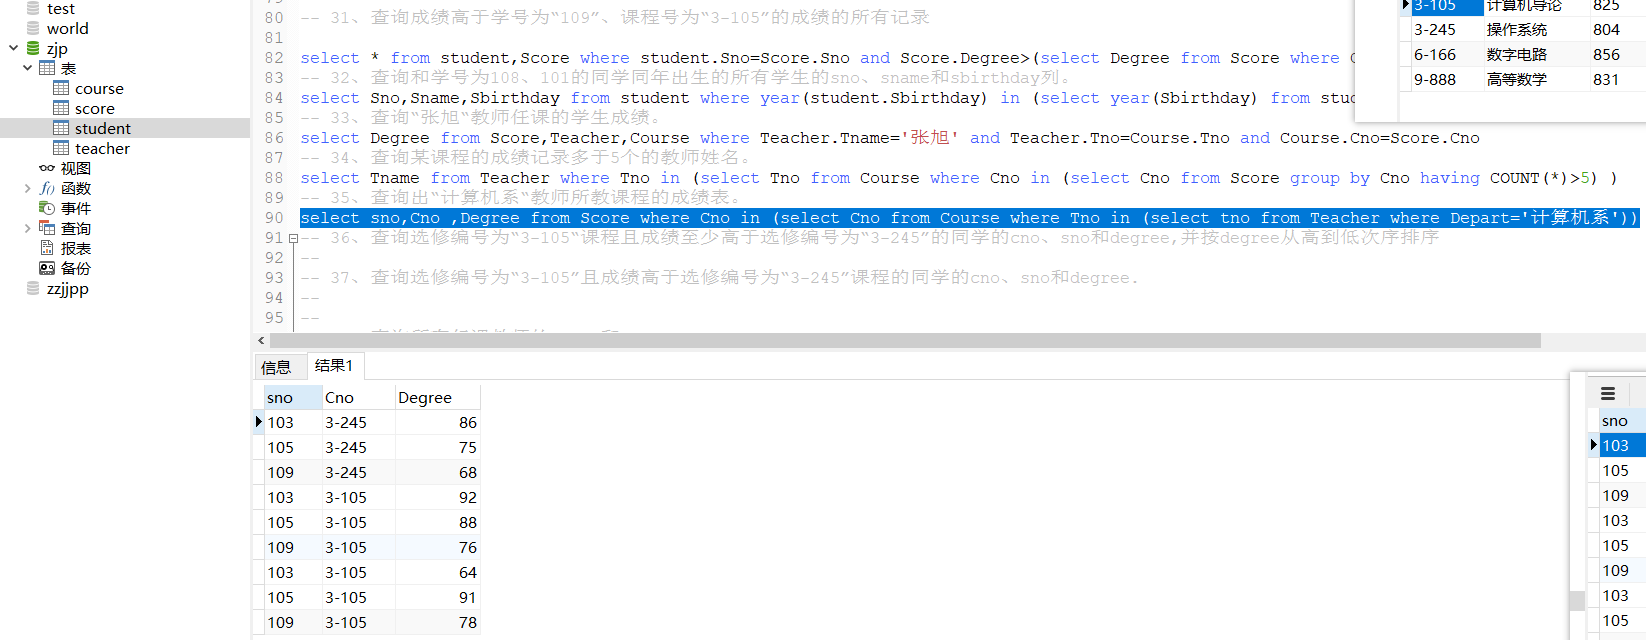 test
world
zjp
表
course
score
student
teacher
视图
f() 函数
事件
查询
报表
备份
zzjjpp
80 -- 31、查询成绩高于学号为“109”、课程号为“3-105”的成绩的所有记录
81
82 select * from student,Score where student.Sno=Score.Sno and Score.Degree>(select Degree from Score where
83 -- 32、查询和学号为108、101的同学同年出生的所有学生的sno、sname和sbirthday列。
84 select Sno,Sname,Sbirthday from student where year(student.Sbirthday) in (select year(Sbirthday) from stud
85 -- 33、查询“张旭“教师任课的学生成绩。
86 select Degree from Score,Teacher,Course where Teacher.Tname='张旭' and Teacher.Tno=Course.Tno and Course.Cno=Score.Cno
87 -- 34、查询某课程的成绩记录多于5个的教师姓名。
88 select Tname from Teacher where Tno in (select Tno from Course where Cno in (select Cno from Score group by Cno having COUNT(*)>5) )
89 -- 35、查询出“计算机系“教师所教课程的成绩表。
90 select sno,Cno ,Degree from Score where Cno in (select Cno from Course where Tno in (select tno from Teacher where Depart='计算机系'))
91 -- 36、查询选修编号为“3-105“课程且成绩至少高于选修编号为“3-245”的同学的cno、sno和degree,并按degree从高到低次序排序
92 --
93 -- 37、查询选修编号为“3-105”且成绩高于选修编号为“3-245”课程的同学的cno、sno和degree.
94 --
95 --
3-105 计算机导论 825
3-245 操作系统 804
6-166 数字电路 856
9-888 高等数学 831
信息 结果1
sno Cno Degree
103 3-245 86
105 3-245 75
109 3-245 68
103 3-105 92
105 3-105 88
109 3-105 76
103 3-105 64
105 3-105 91
109 3-105 78
sno
103
105
109
103
105
109
103
105